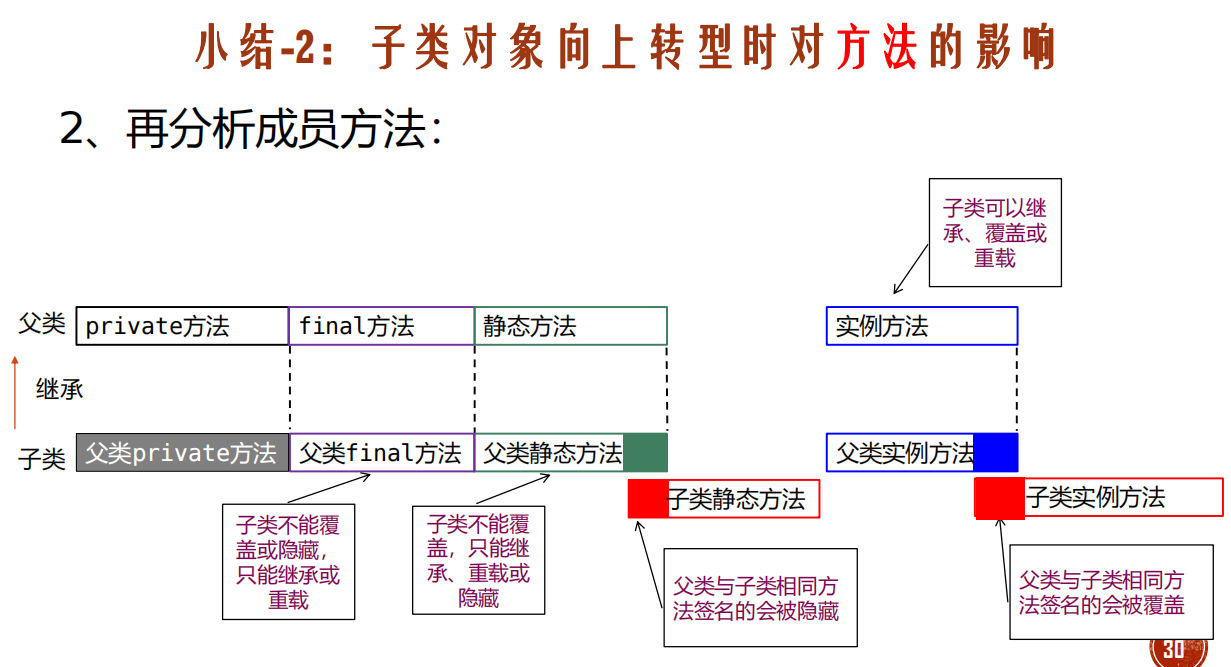 小结-2：子类对象向上转型时对方法的影响
2、再分析成员方法：
子类可以继
承、覆盖或
重载
父类
private方法
final方法
静态方法
实例方法
继承
子类
父类private方法
父类final方法
父类静态方法
父类实例方法
子类静态方法
子类实例方法
子类不能覆
盖或隐藏，
只能继承或
重载
子类不能覆
盖，只能继
承、重载或
隐藏
父类与子类相同方
法签名的会被隐藏
父类与子类相同方
法签名的会被覆盖
30